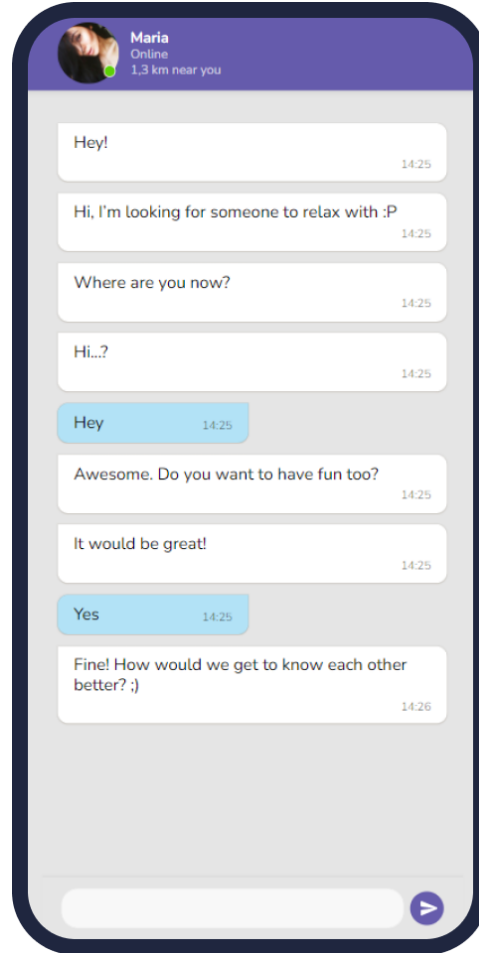 Maria
Online
1,3 km near you
Hey!
14:25
Hi, I'm looking for someone to relax with :P
14:25
Where are you now?
14:25
Hi...?
14:25
Hey 14:25
Awesome. Do you want to have fun too?
14:25
It would be great!
14:25
Yes 14:25
Fine! How would we get to know each other
better? ;)
14:26